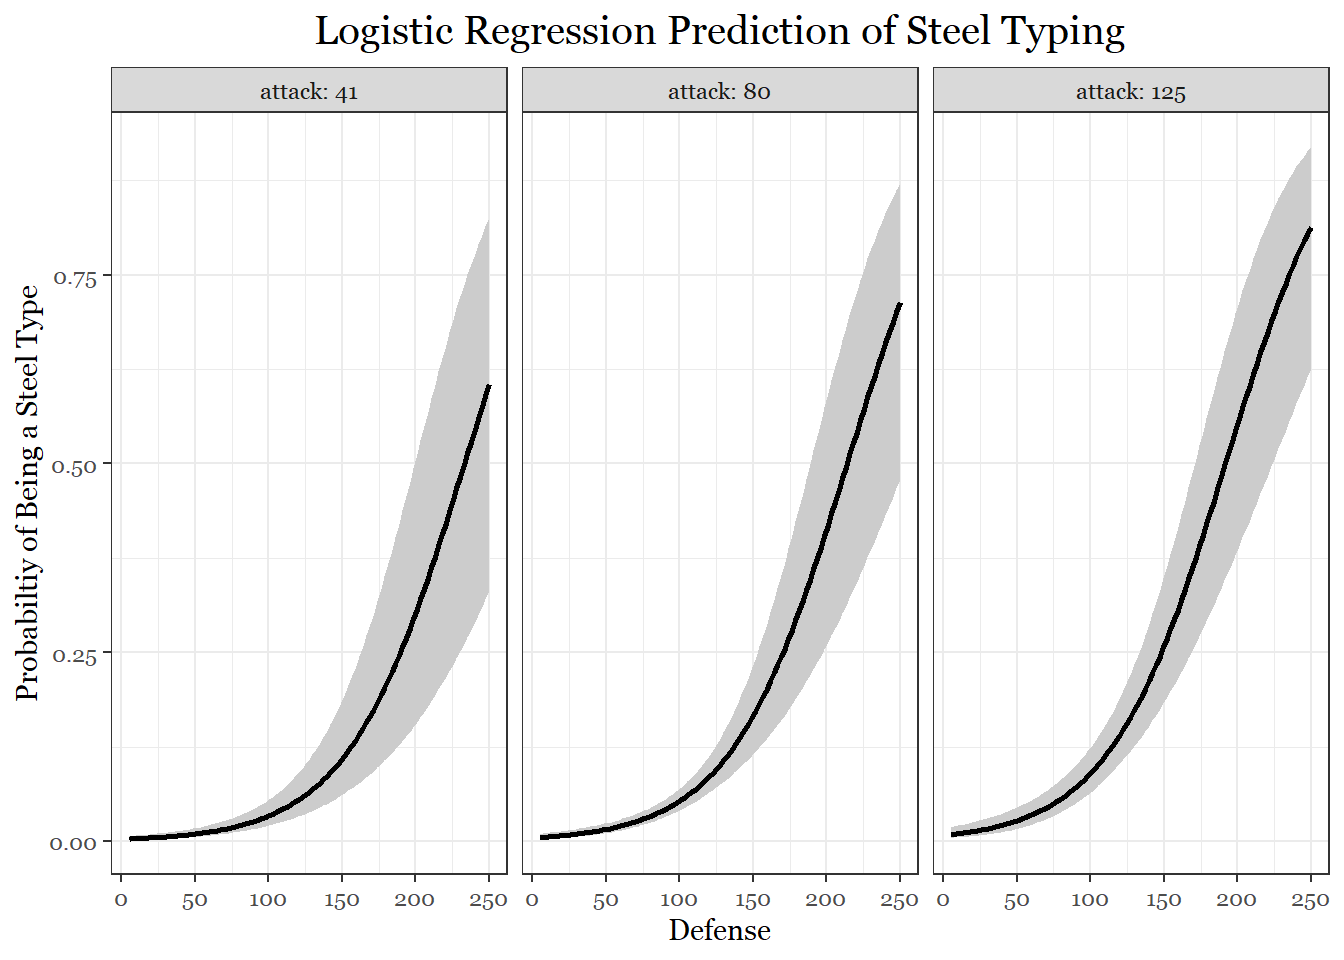 Logistic Regression Prediction of Steel Typing
attack: 41
attack: 80
attack: 125
Probabiltiy of Being a Steel Type
0.75
0.50
0.25
0.00
0 50 100 150 200 250
0 50 100 150 200 250
0 50 100 150 200 250
Defense